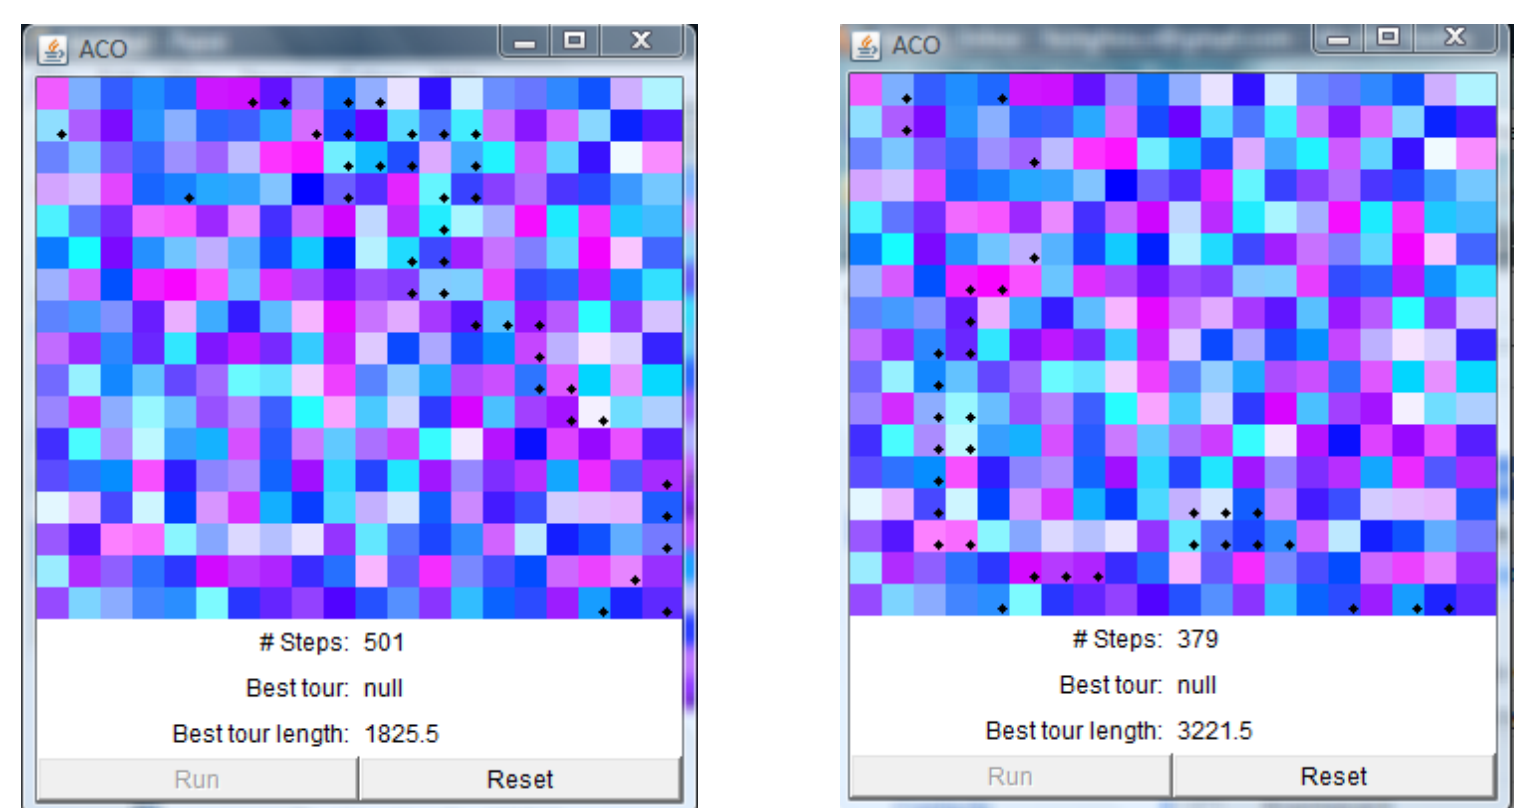 ACO
# Steps: 501
Best tour: null
Best tour length: 1825.5
Run Reset
ACO
# Steps: 379
Best tour: null
Best tour length: 3221.5
Run Reset